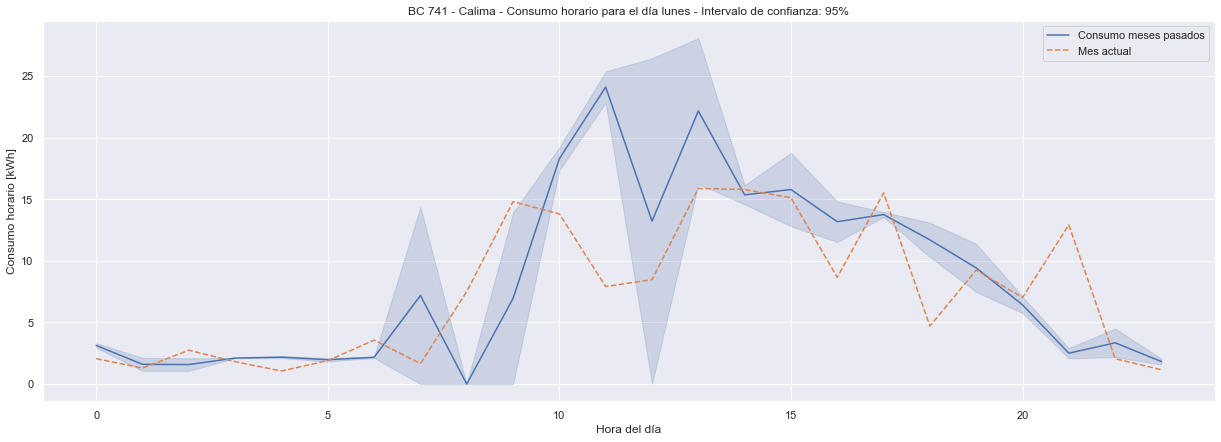 BC 741 - Calima - Consumo horario para el día lunes - Intervalo de confianza: 95%
Consumo meses pasados
Mes actual
Consumo horario [kWh]
25
20
15
10
5
0
0 5 10 15 20
Hora del día